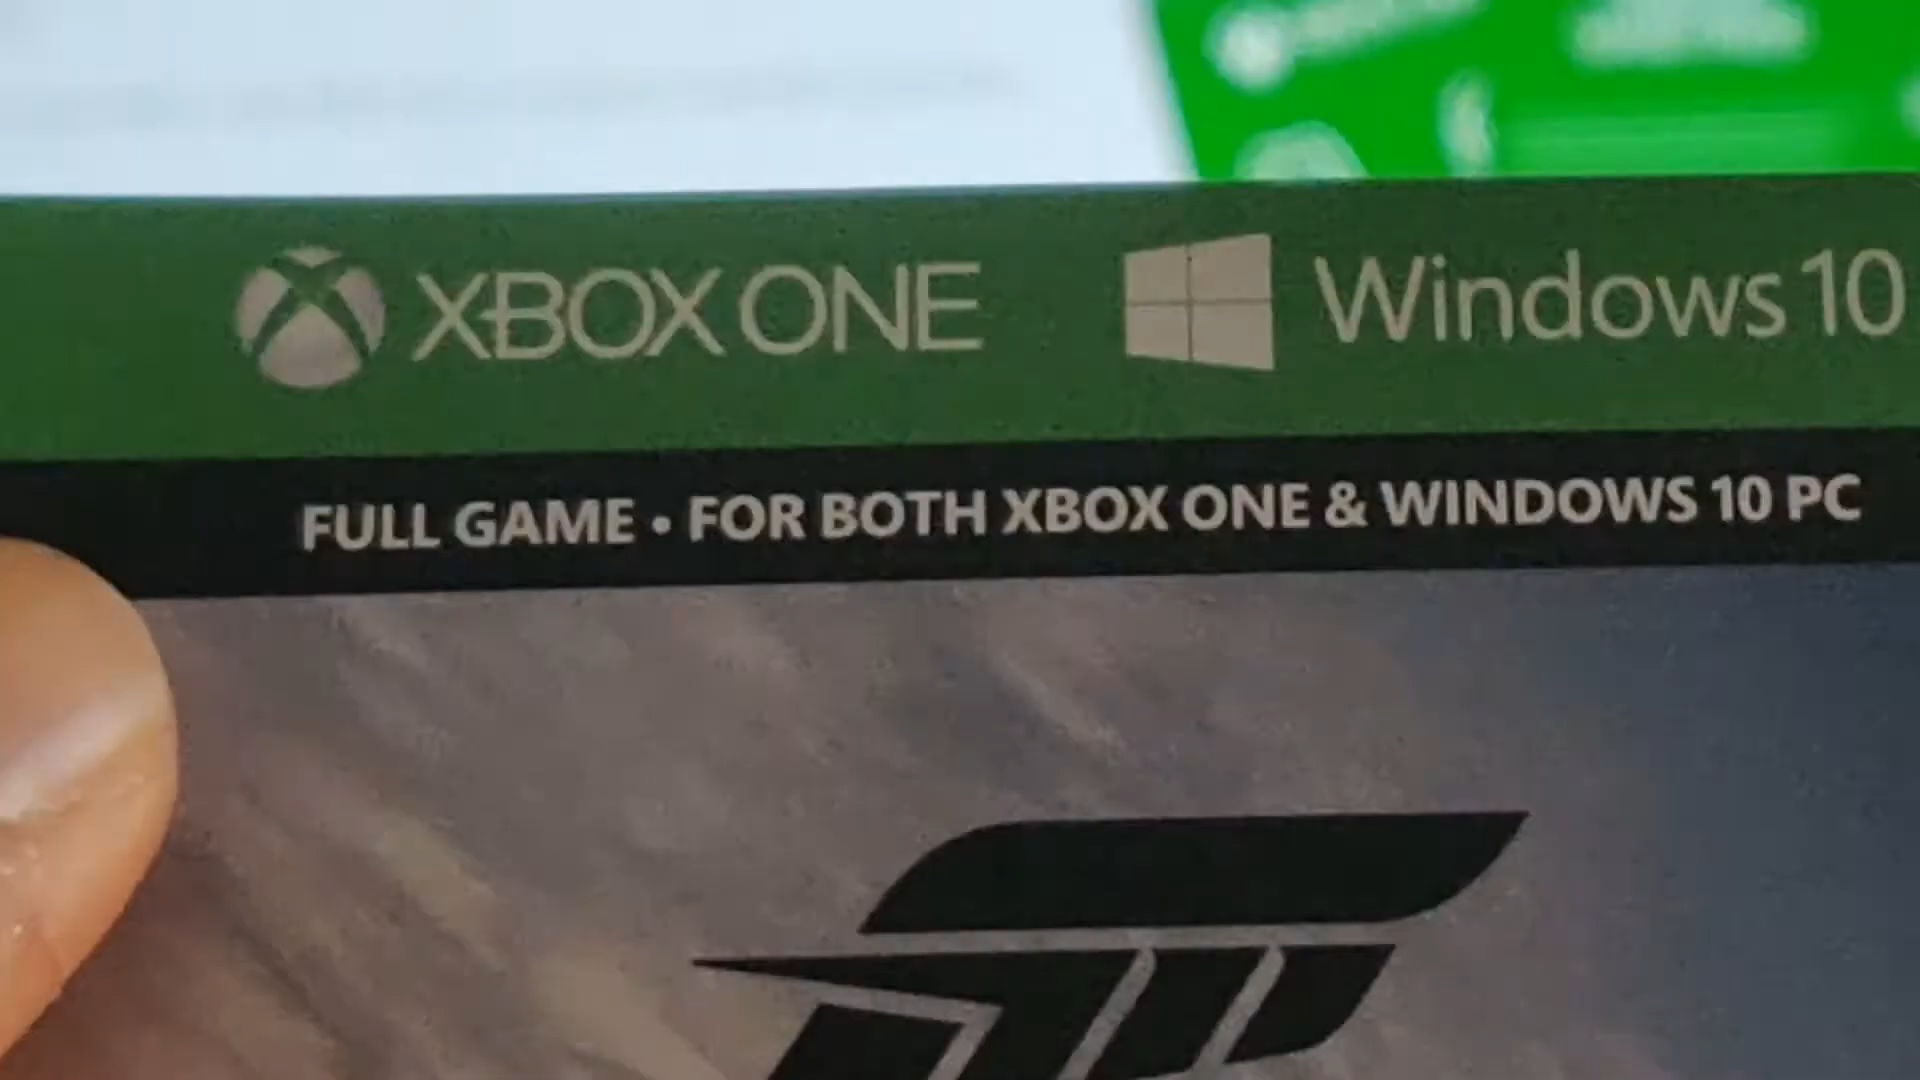 XBOX ONE Windows 10
FULL GAME • FOR BOTH XBOX ONE & WINDOWS 10 PC